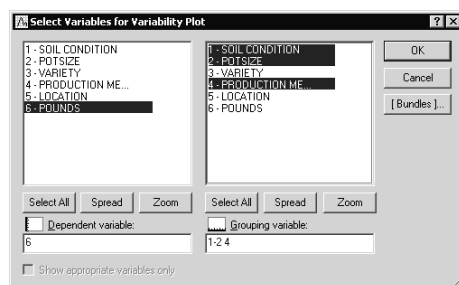 Select Variables for Variability Plot
1 - SOIL CONDITION
2 - POTSIZE
3 - VARIETY
4 - PRODUCTION ME...
5 - LOCATION
6 - POUNDS
1 - SOIL CONDITION
2 - POTSIZE
3 - VARIETY
4 - PRODUCTION ME...
5 - LOCATION
6 - POUNDS
OK
Cancel
[ Bundles ]...
Select All Spread Zoom
Select All Spread Zoom
Dependent variable:
6
Grouping variable:
1-2 4
Show appropriate variables only